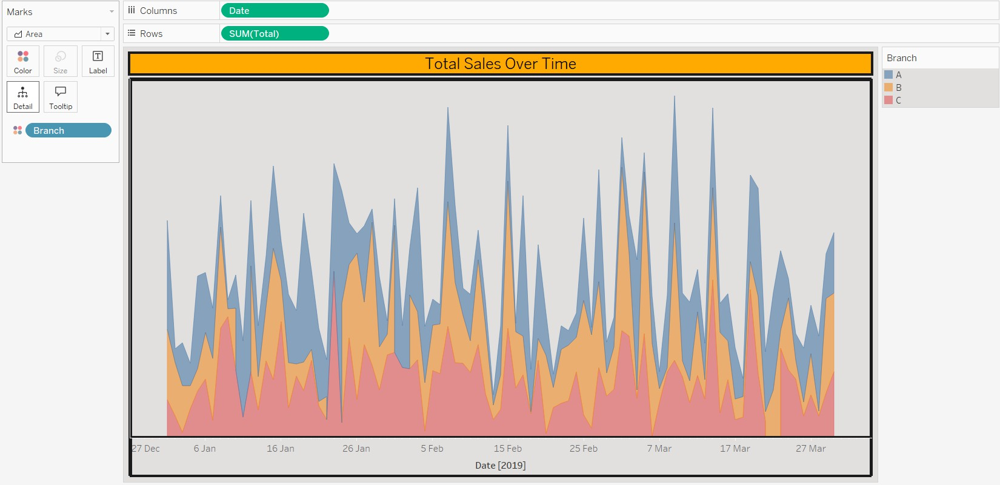 Marks
Area
Color
Size
Label
Detail
Tooltip
Branch
Columns
Date
Rows
SUM(Total)
Total Sales Over Time
27 Dec
6 Jan
16 Jan
26 Jan
5 Feb
15 Feb
25 Feb
7 Mar
17 Mar
27 Mar
Date [2019]
Branch
A
B
C